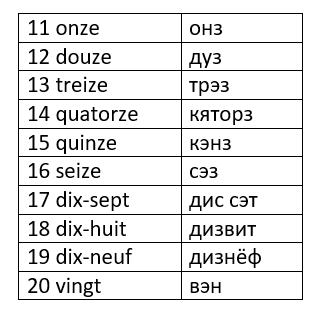 11 onze онз
12 douze дуз
13 treize трэз
14 quatorze кяторз
15 quinze кэнз
16 seize сэз
17 dix-sept дис сэт
18 dix-huit дизвит
19 dix-neuf дизнёф
20 vingt вэн